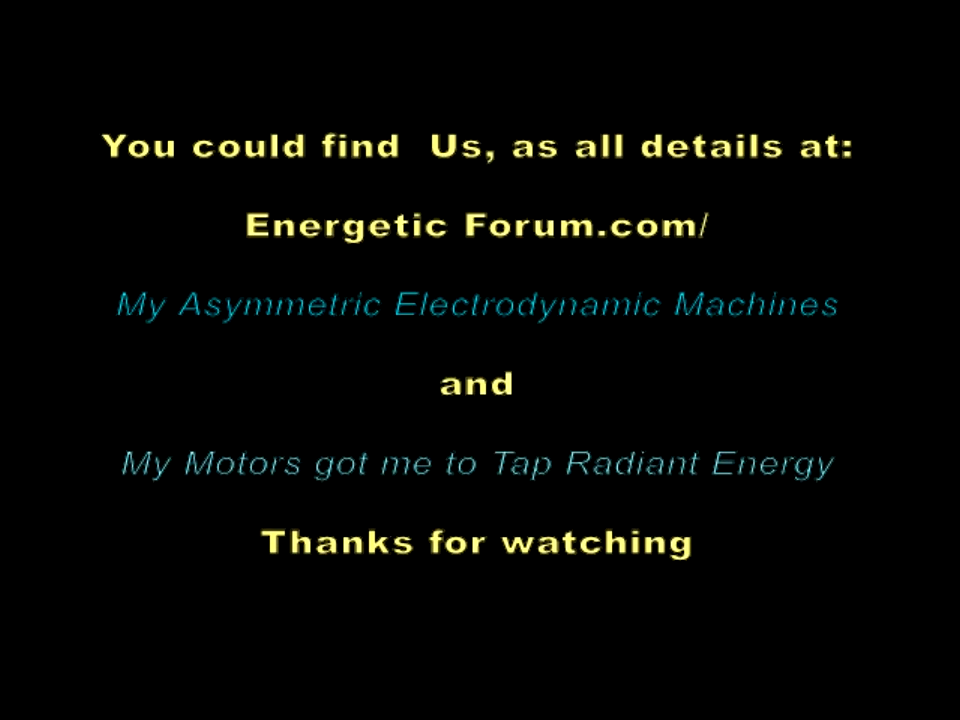 You could find  Us, as all details at:
Energetic Forum.com/
My Asymmetric Electrodynamic Machines
and
My Motors got me to Tap Radiant Energy
Thanks for watching